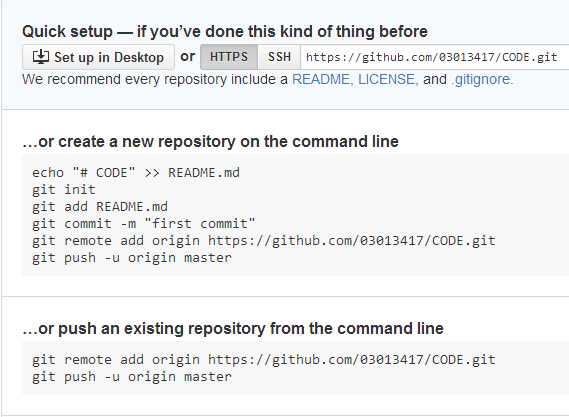 Quick setup — if you’ve done this kind of thing before
Set up in Desktop or HTTPS SSH https://github.com/03013417/CODE.git
We recommend every repository include a README, LICENSE, and .gitignore.
…or create a new repository on the command line
echo "# CODE" >> README.md
git init
git add README.md
git commit -m "first commit"
git remote add origin https://github.com/03013417/CODE.git
git push -u origin master
…or push an existing repository from the command line
git remote add origin https://github.com/03013417/CODE.git
git push -u origin master